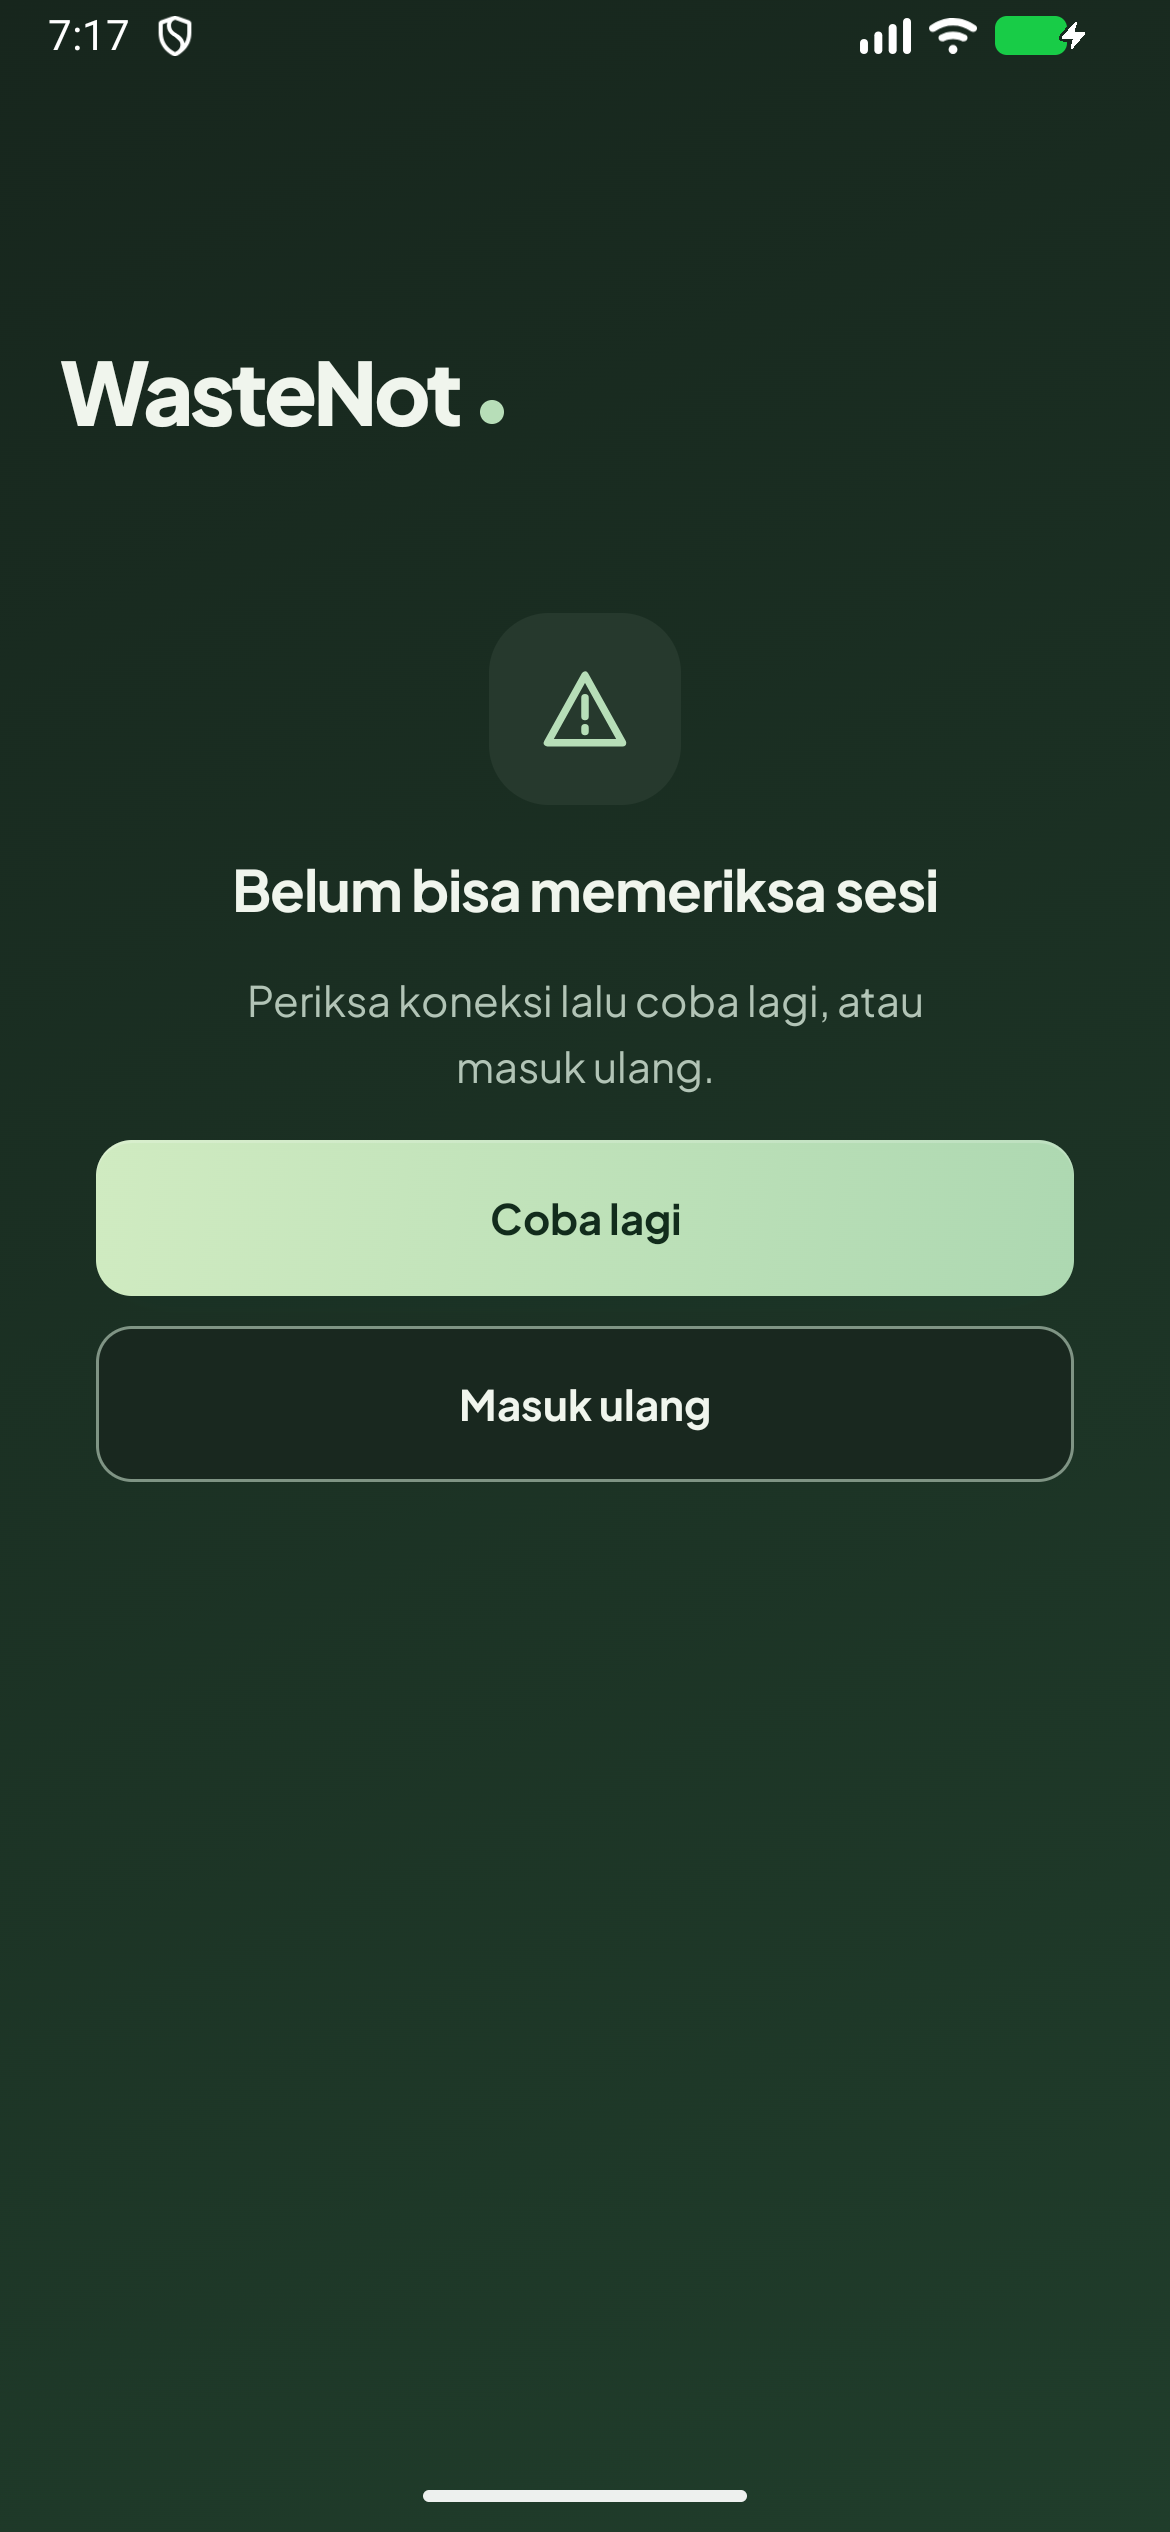 7:17
WasteNot.
Belum bisa memeriksa sesi
Periksa koneksi lalu coba lagi, atau
masuk ulang.
Coba lagi
Masuk ulang